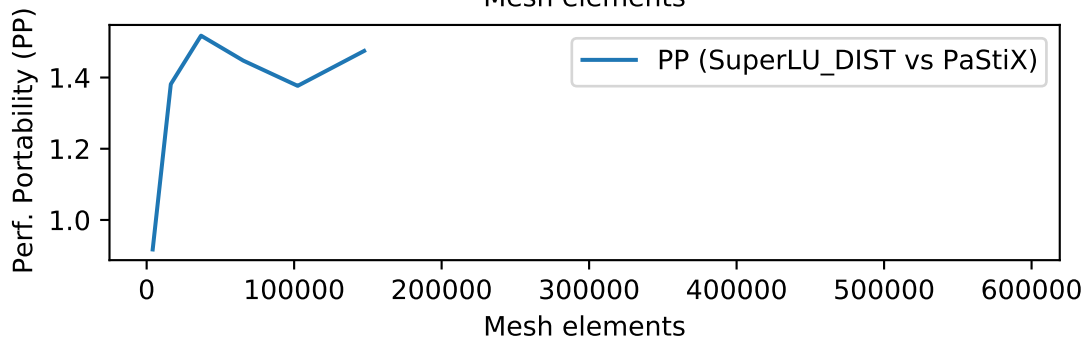 Mesh elements
Perf. Portability (PP)
1.4
1.2
1.0
PP (SuperLU_DIST vs PaStiX)
0 100000 200000 300000 400000 500000 600000
Mesh elements